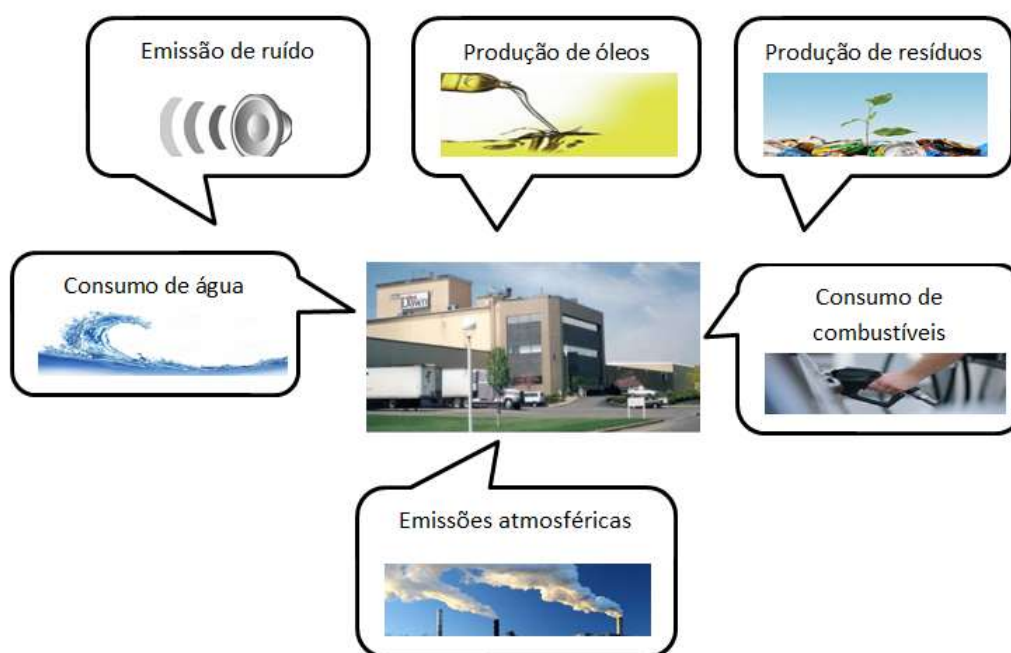 Emissão de ruído
Produção de óleos
Produção de resíduos
Consumo de água
Consumo de
combustíveis
Emissões atmosféricas